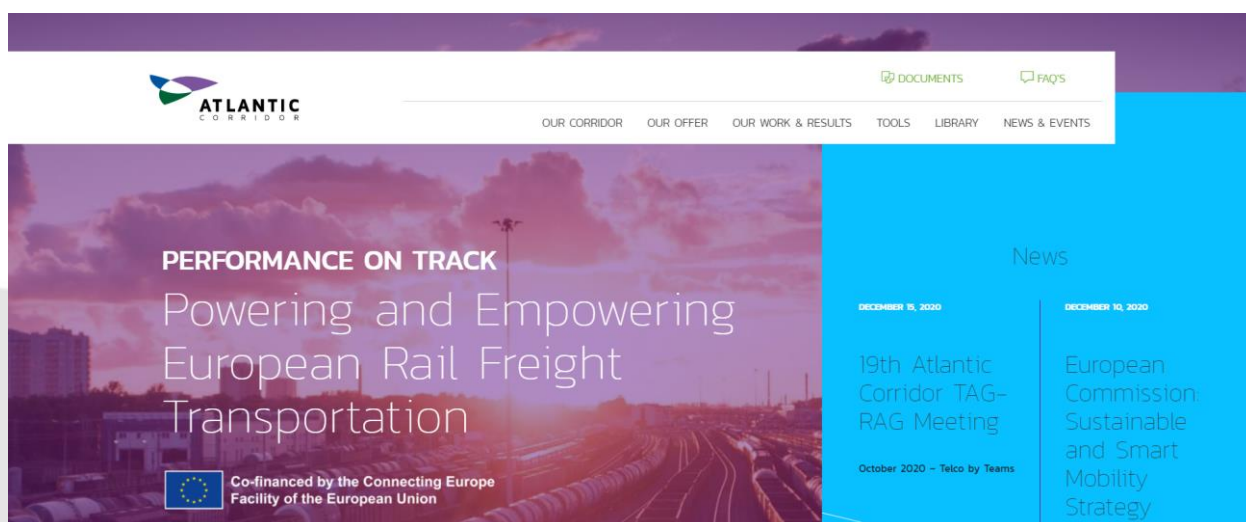 DOCUMENTS
FAQ'S
ATLANTIC
CORRIDOR
OUR CORRIDOR OUR OFFER OUR WORK & RESULTS TOOLS LIBRARY NEWS & EVENTS
PERFORMANCE ON TRACK
Powering and Empowering
European Rail Freight
Transportation
Co-financed by the Connecting Europe
Facility of the European Union
News
DECEMBER 15, 2020
19th Atlantic
Corridor TAG-
RAG Meeting
October 2020 – Telco by Teams
DECEMBER 10, 2020
European
Commission:
Sustainable
and Smart
Mobility
Strategy